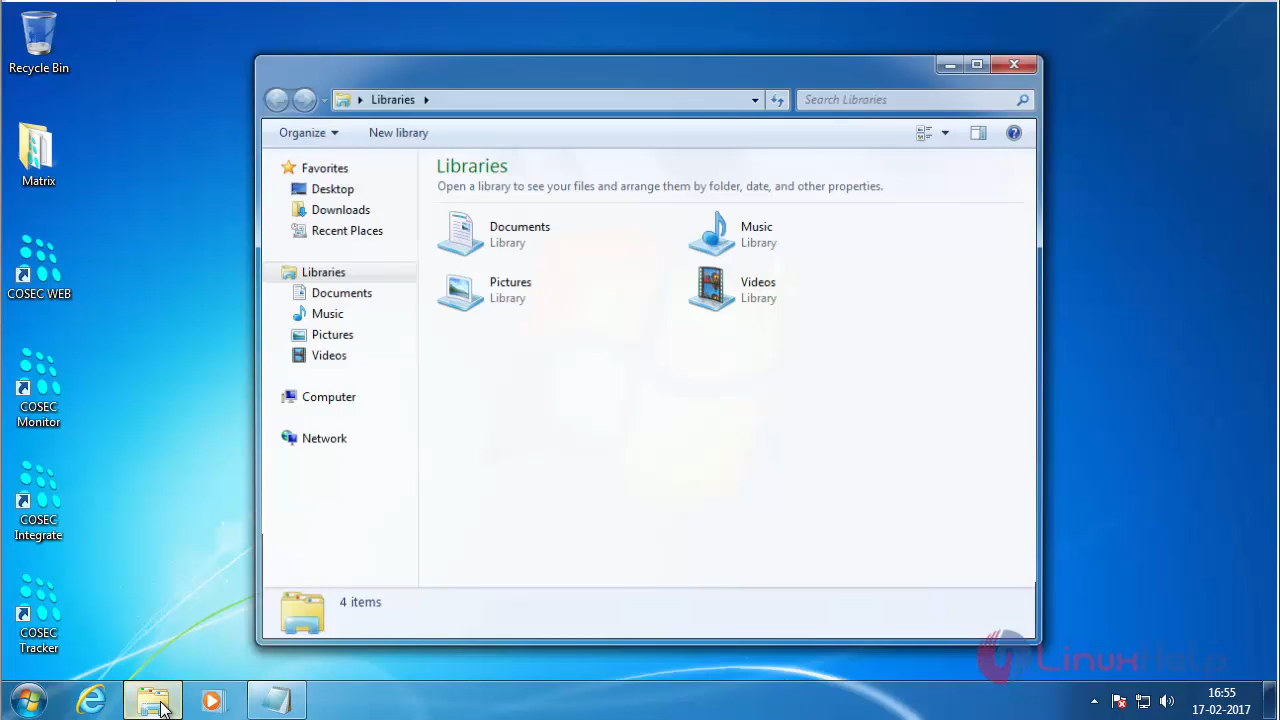 Recycle Bin
Matrix
COSEC WEB
COSEC
Monitor
COSEC
Integrate
COSEC
Tracker
Libraries
Search Libraries
Organize
New library
Favorites
Desktop
Downloads
Recent Places
Libraries
Documents
Music
Pictures
Videos
Computer
Network
Libraries
Open a library to see your files and arrange them by folder, date, and other properties.
Documents
Library
Music
Library
Pictures
Library
Videos
Library
4 items
LinuxHelp
16:55
17-02-2017